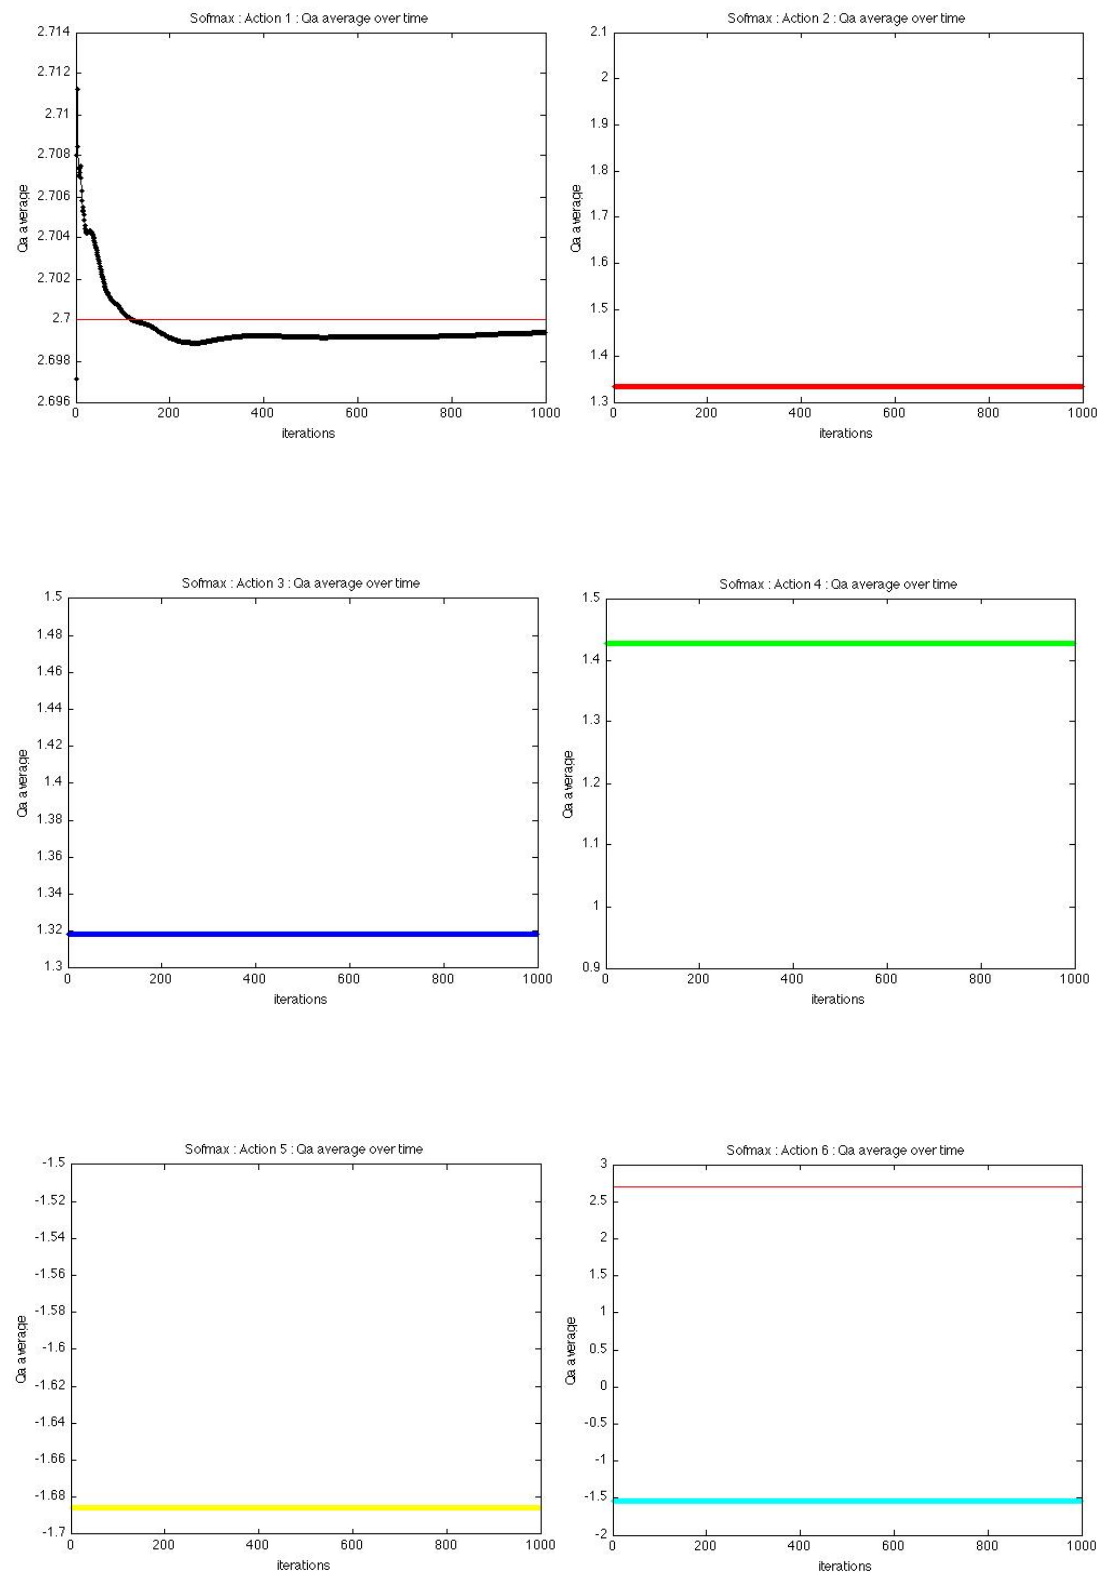 Sofmax : Action 1 : Qa average over time
2.714
2.712
2.71
2.708
2.706
2.704
2.702
2.7
2.698
2.696
Qa average
0 200 400 600 800 1000
iterations
Sofmax : Action 2 : Qa average over time
2.1
2
1.9
1.8
1.7
1.6
1.5
1.4
1.3
Qa average
0 200 400 600 800 1000
iterations
Sofmax : Action 3 : Qa average over time
1.5
1.48
1.46
1.44
1.42
1.4
1.38
1.36
1.34
1.32
1.3
Qa average
0 200 400 600 800 1000
iterations
Sofmax : Action 4 : Qa average over time
1.5
1.4
1.3
1.2
1.1
1
0.9
Qa average
0 200 400 600 800 1000
iterations
Sofmax : Action 5 : Qa average over time
-1.5
-1.52
-1.54
-1.56
-1.58
-1.6
-1.62
-1.64
-1.66
-1.68
-1.7
Qa average
0 200 400 600 800 1000
iterations
Sofmax : Action 6 : Qa average over time
3
2.5
2
1.5
1
0.5
0
-0.5
-1
-1.5
-2
Qa average
0 200 400 600 800 1000
iterations